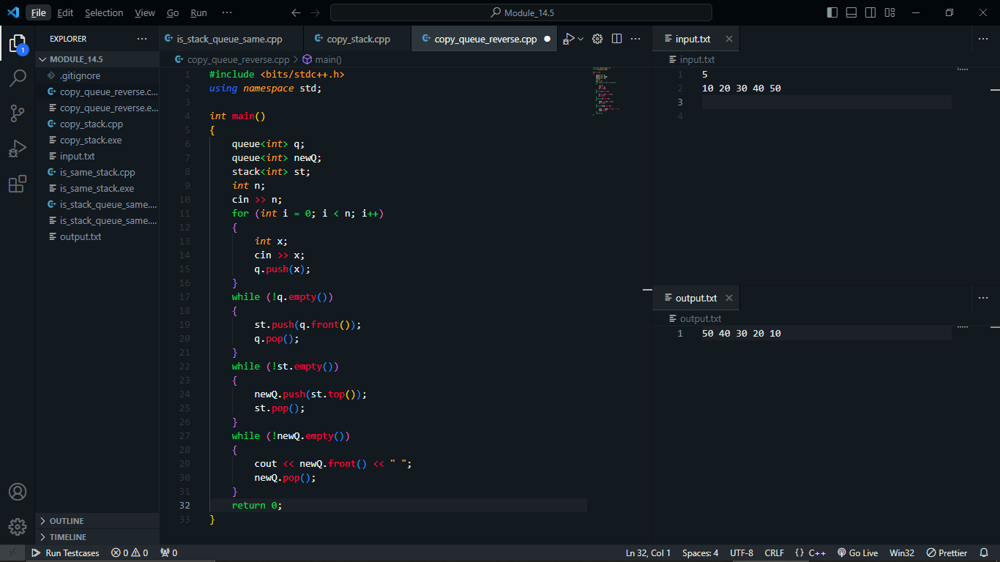 File Edit Selection View Go Run ··· Module_14.5
EXPLORER ···
MODULE_14.5
.gitignore
copy_queue_reverse.c...
copy_queue_reverse.e...
copy_stack.cpp
copy_stack.exe
input.txt
is_same_stack.cpp
is_same_stack.exe
is_stack_queue_same....
is_stack_queue_same....
output.txt
OUTLINE
TIMELINE
1
is_stack_queue_same.cpp copy_stack.cpp copy_queue_reverse.cpp
copy_queue_reverse.cpp > main()
1 #include <bits/stdc++.h>
2 using namespace std;
3
4 int main()
5 {
6 queue<int> q;
7 queue<int> newQ;
8 stack<int> st;
9 int n;
10 cin >> n;
11 for (int i = 0; i < n; i++)
12 {
13 int x;
14 cin >> x;
15 q.push(x);
16 }
17 while (!q.empty())
18 {
19 st.push(q.front());
20 q.pop();
21 }
22 while (!st.empty())
23 {
24 newQ.push(st.top());
25 st.pop();
26 }
27 while (!newQ.empty())
28 {
29 cout << newQ.front() << " ";
30 newQ.pop();
31 }
32 return 0;
33 }
input.txt
input.txt
1 5
2 10 20 30 40 50
3
4
output.txt
output.txt
1 50 40 30 20 10
Run Testcases 0 0 0 Ln 32, Col 1 Spaces: 4 UTF-8 CRLF {} C++ Go Live Win32 Prettier